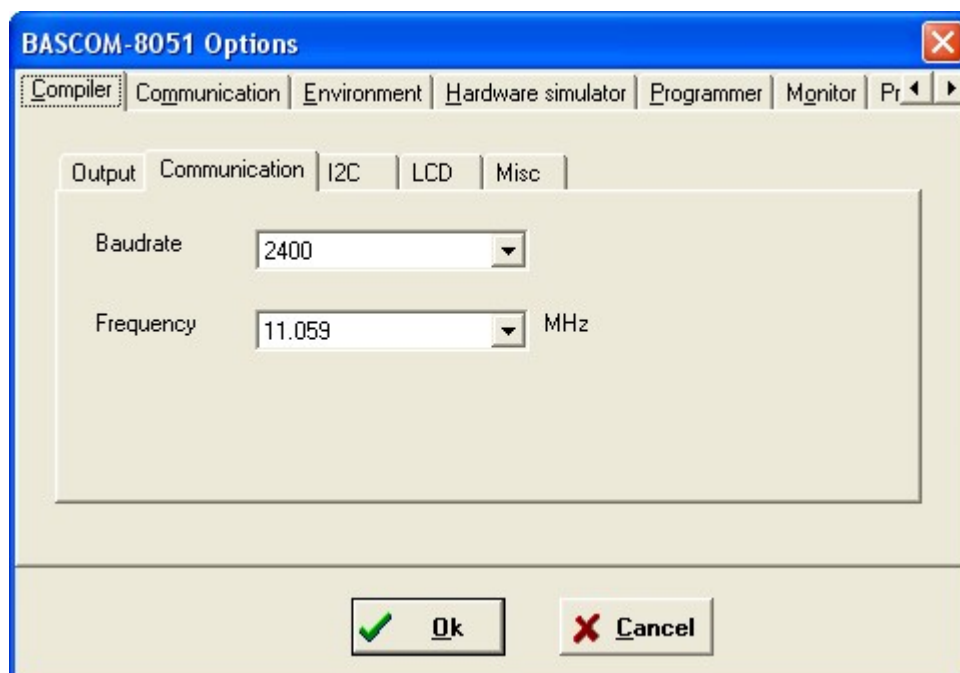 BASCOM-8051 Options
Compiler Communication Environment Hardware simulator Programmer Monitor Pr
Output Communication I2C LCD Misc
Baudrate 2400
Frequency 11.059 MHz
Ok Cancel